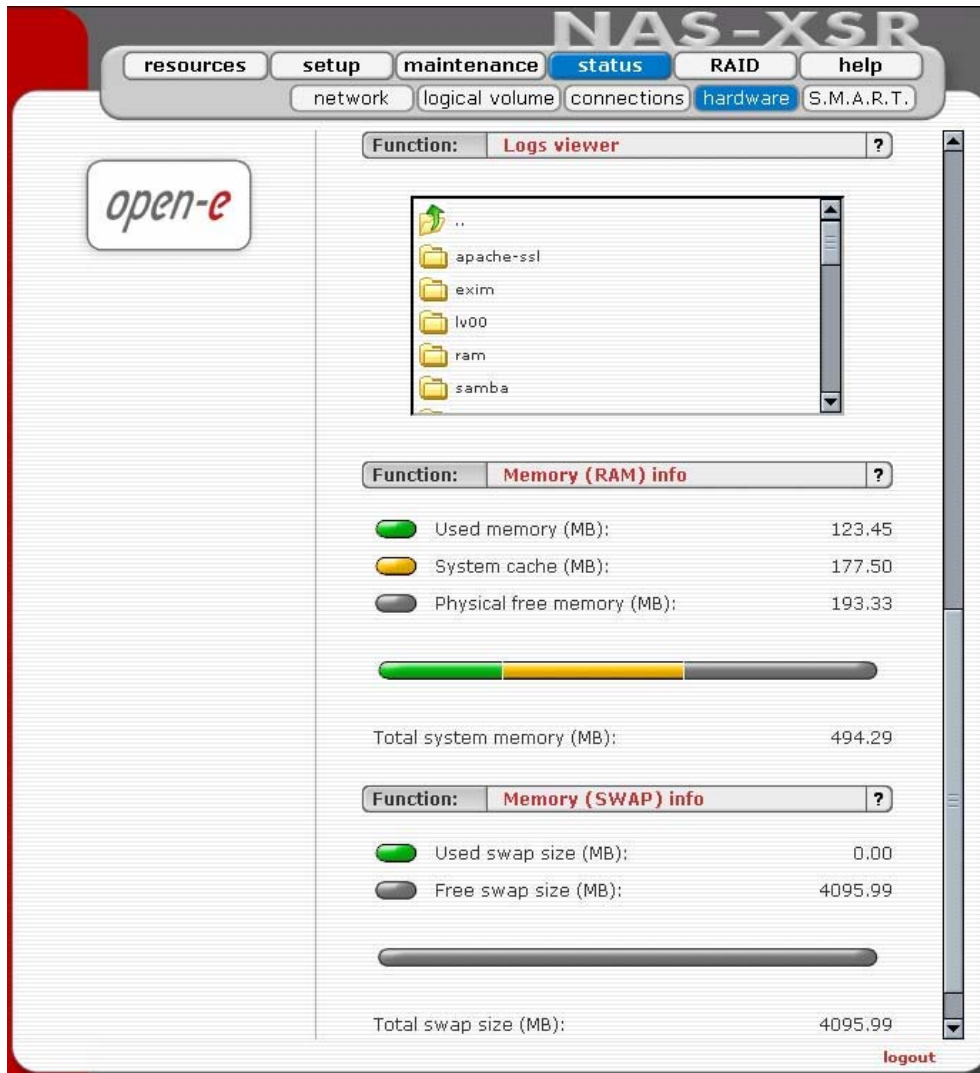 NAS-XSR
resources setup maintenance status RAID help
network logical volume connections hardware S.M.A.R.T.
open-e
Function: Logs viewer ?
..
apache-ssl
exim
lv00
ram
samba
Function: Memory (RAM) info ?
Used memory (MB): 123.45
System cache (MB): 177.50
Physical free memory (MB): 193.33
Total system memory (MB): 494.29
Function: Memory (SWAP) info ?
Used swap size (MB): 0.00
Free swap size (MB): 4095.99
Total swap size (MB): 4095.99
logout